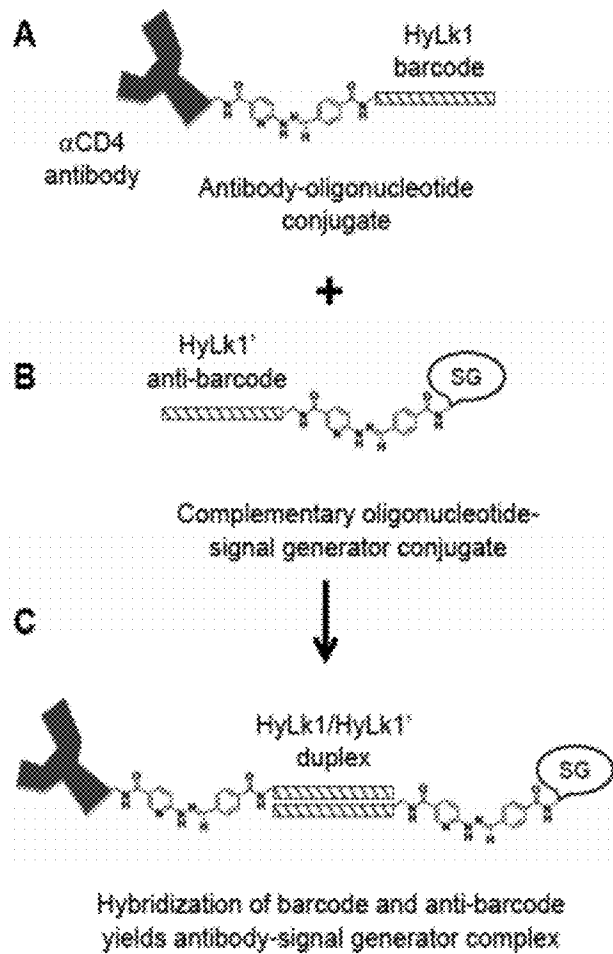 A
HyLk1
barcode
αCD4
antibody
Antibody-oligonucleotide
conjugate
+
HyLk1'
B
anti-barcode
SG
Complementary oligonucleotide-
signal generator conjugate
C
HyLk1/HyLk1'
duplex
SG
Hybridization of barcode and anti-barcode
yields antibody-signal generator complex